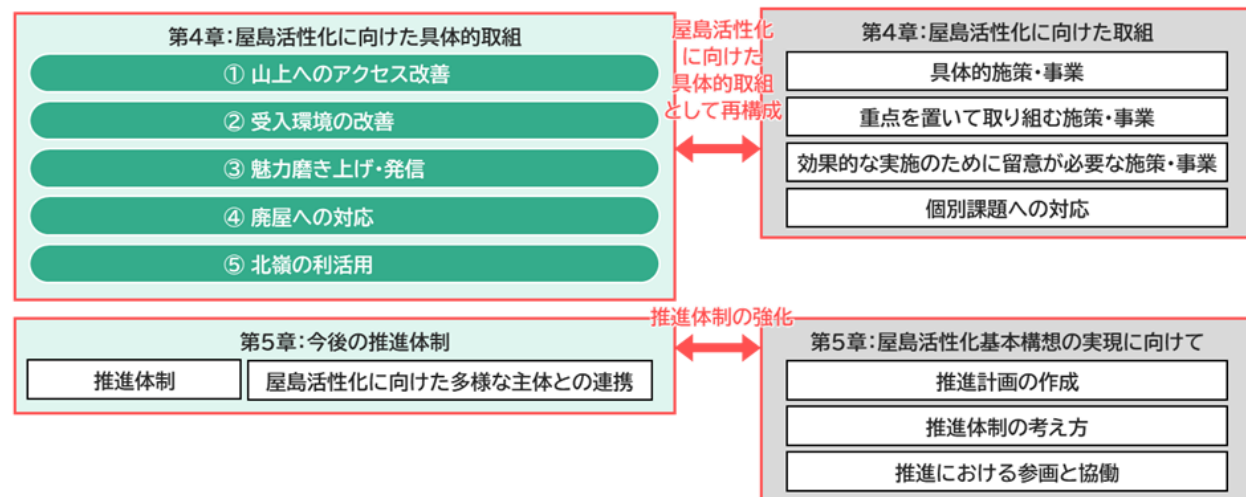 第4章:屋島活性化に向けた具体的取組
① 山上へのアクセス改善
② 受入環境の改善
③ 魅力磨き上げ・発信
④ 廃屋への対応
⑤ 北嶺の利活用
屋島活性化
に向けた
具体的取組
として再構成
第4章:屋島活性化に向けた取組
具体的施策・事業
重点を置いて取り組む施策・事業
効果的な実施のために留意が必要な施策・事業
個別課題への対応
第5章:今後の推進体制
推進体制
屋島活性化に向けた多様な主体との連携
推進体制の強化
第5章:屋島活性化基本構想の実現に向けて
推進計画の作成
推進体制の考え方
推進における参画と協働